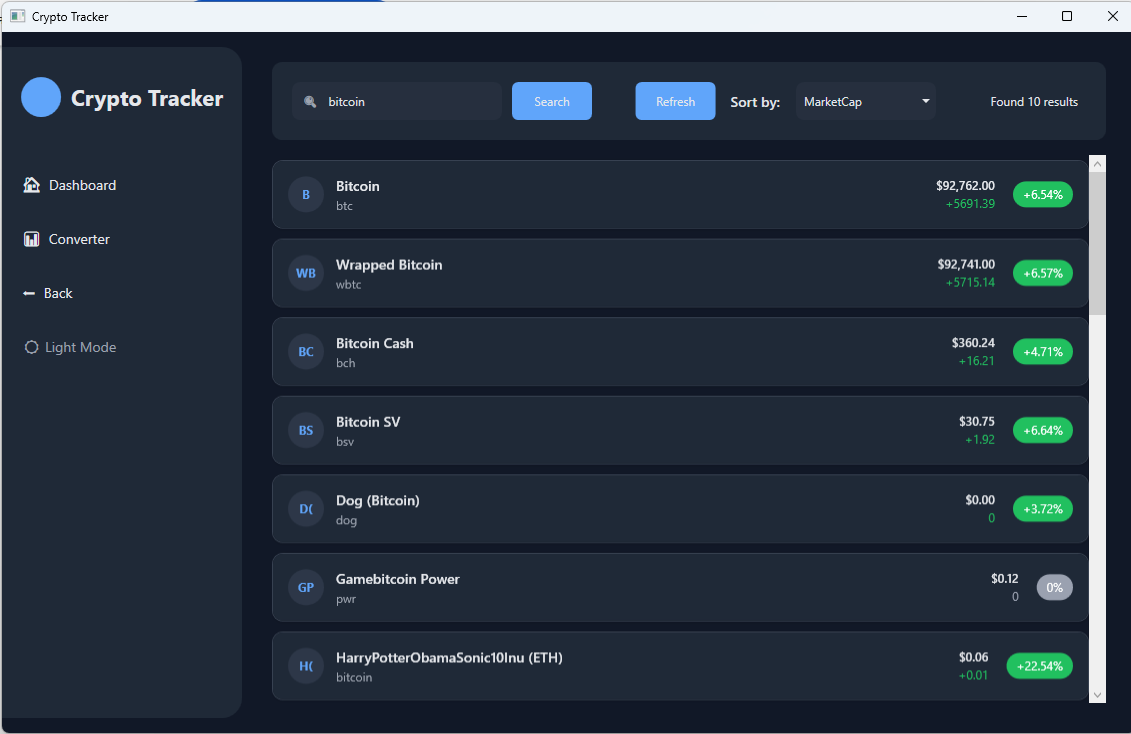 Crypto Tracker
Crypto Tracker
Dashboard
Converter
Back
Light Mode
bitcoin
Search
Refresh
Sort by:
MarketCap
Found 10 results
B
Bitcoin
btc
$92,762.00
+5691.39
+6.54%
WB
Wrapped Bitcoin
wbtc
$92,741.00
+5715.14
+6.57%
BC
Bitcoin Cash
bch
$360.24
+16.21
+4.71%
BS
Bitcoin SV
bsv
$30.75
+1.92
+6.64%
D(
Dog (Bitcoin)
dog
$0.00
0
+3.72%
GP
Gamebitcoin Power
pwr
$0.12
0
0%
H(
HarryPotterObamaSonic10Inu (ETH)
bitcoin
$0.06
+0.01
+22.54%